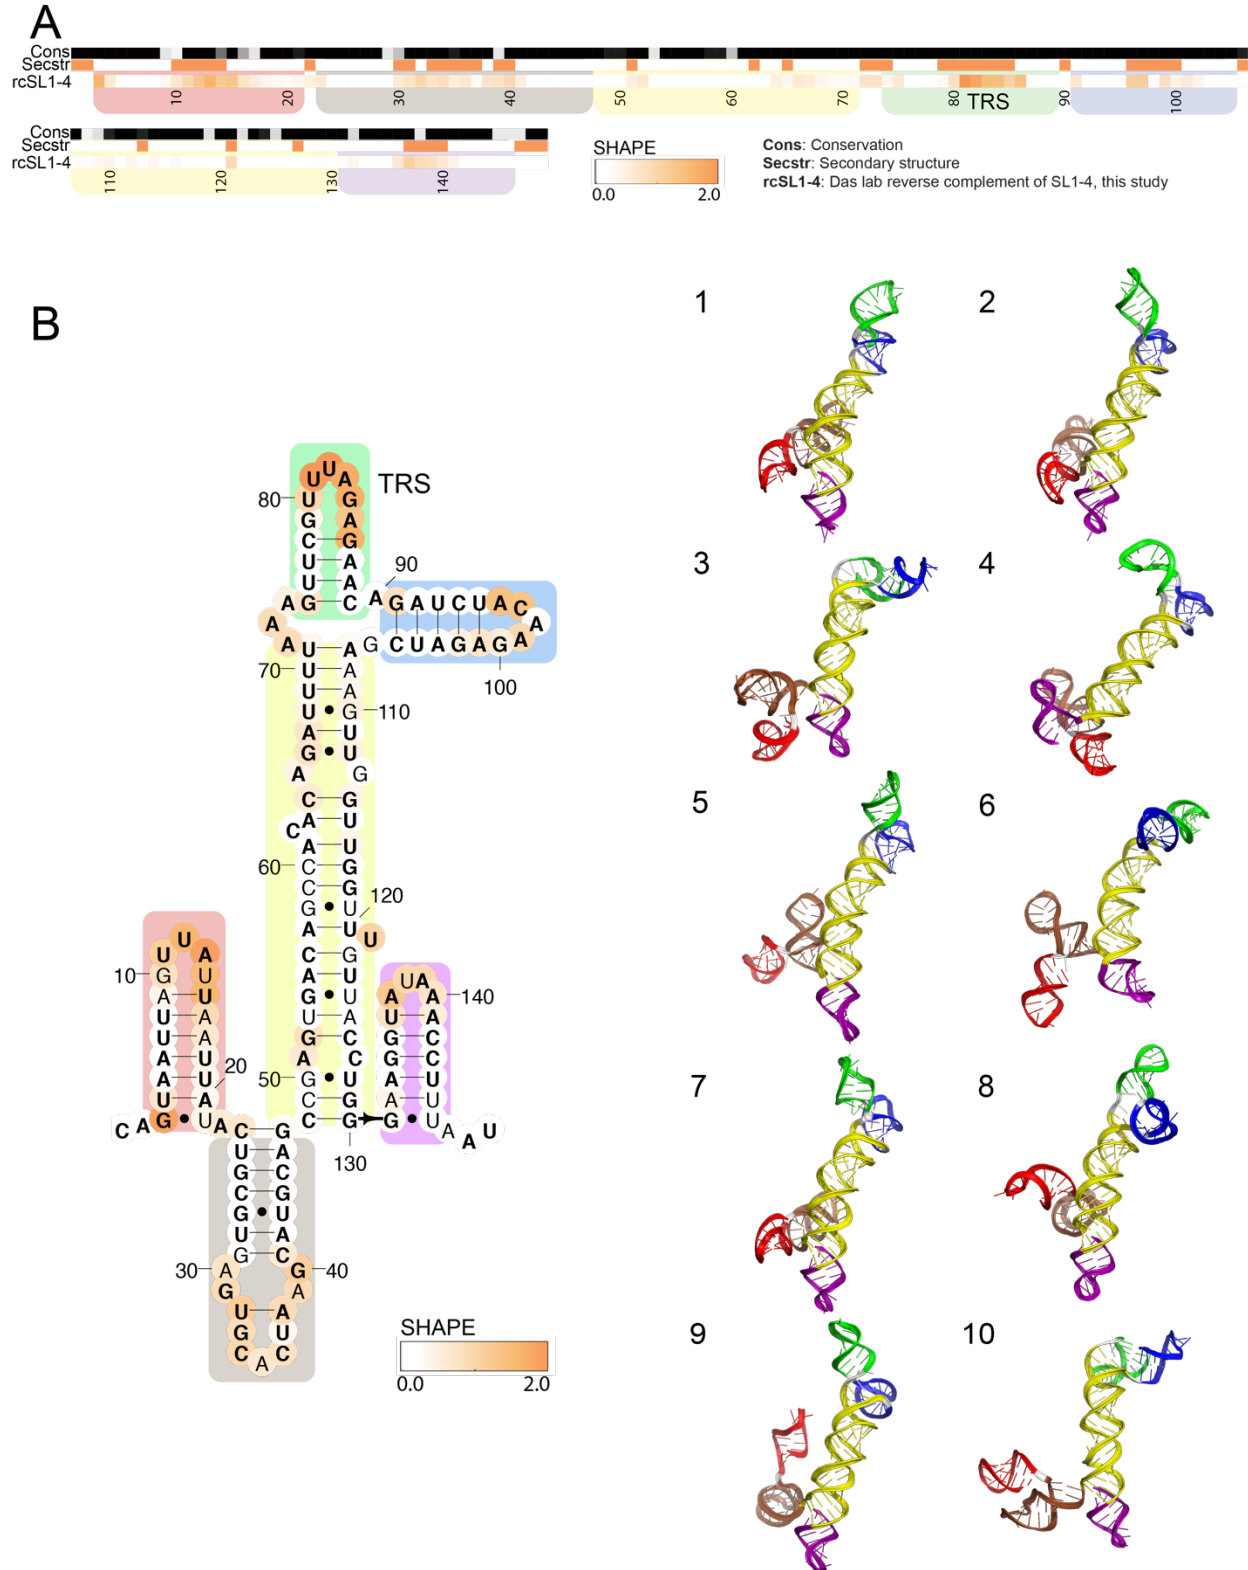 A
Cons
Secstr
rcSL1-4
10 20 30 40 50 60 70 80 TRS 90 100
Cons
Secstr
rcSL1-4
110 120 130 140
SHAPE
0.0 2.0
Cons: Conservation
Secstr: Secondary structure
rcSL1-4: Das lab reverse complement of SL1-4, this study
B
1 2
3 4
5 6
7 8
9 10
TRS
80
90
70
100
110
60
120
10
20
140
50
130
30
40
SHAPE
0.0 2.0